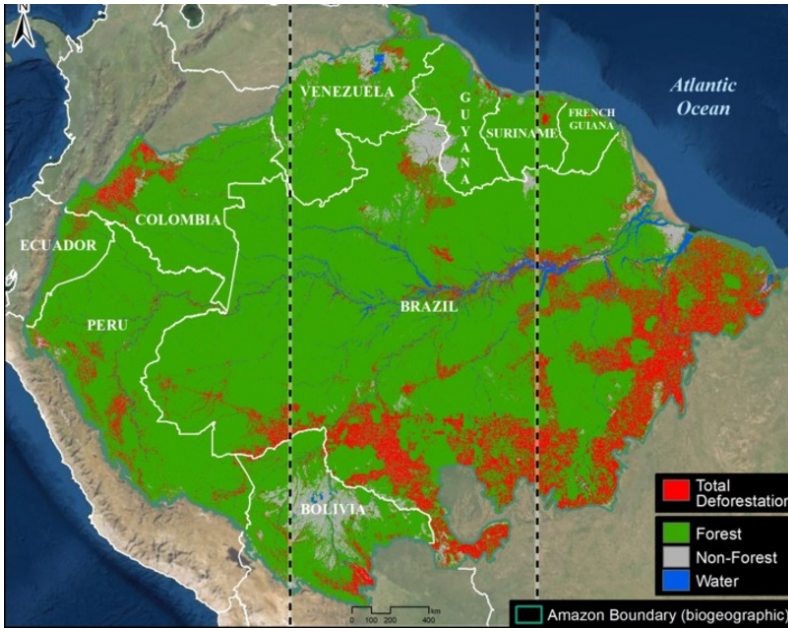 N
Atlantic
Ocean
VENEZUELA
G
U
Y
A
N
A
SURINAME
FRENCH
GUIANA
COLOMBIA
ECUADOR
PERU
BRAZIL
BOLIVIA
Total
Deforestation
Forest
Non-Forest
Water
km
0 100 200 400
Amazon Boundary (biogeographic)